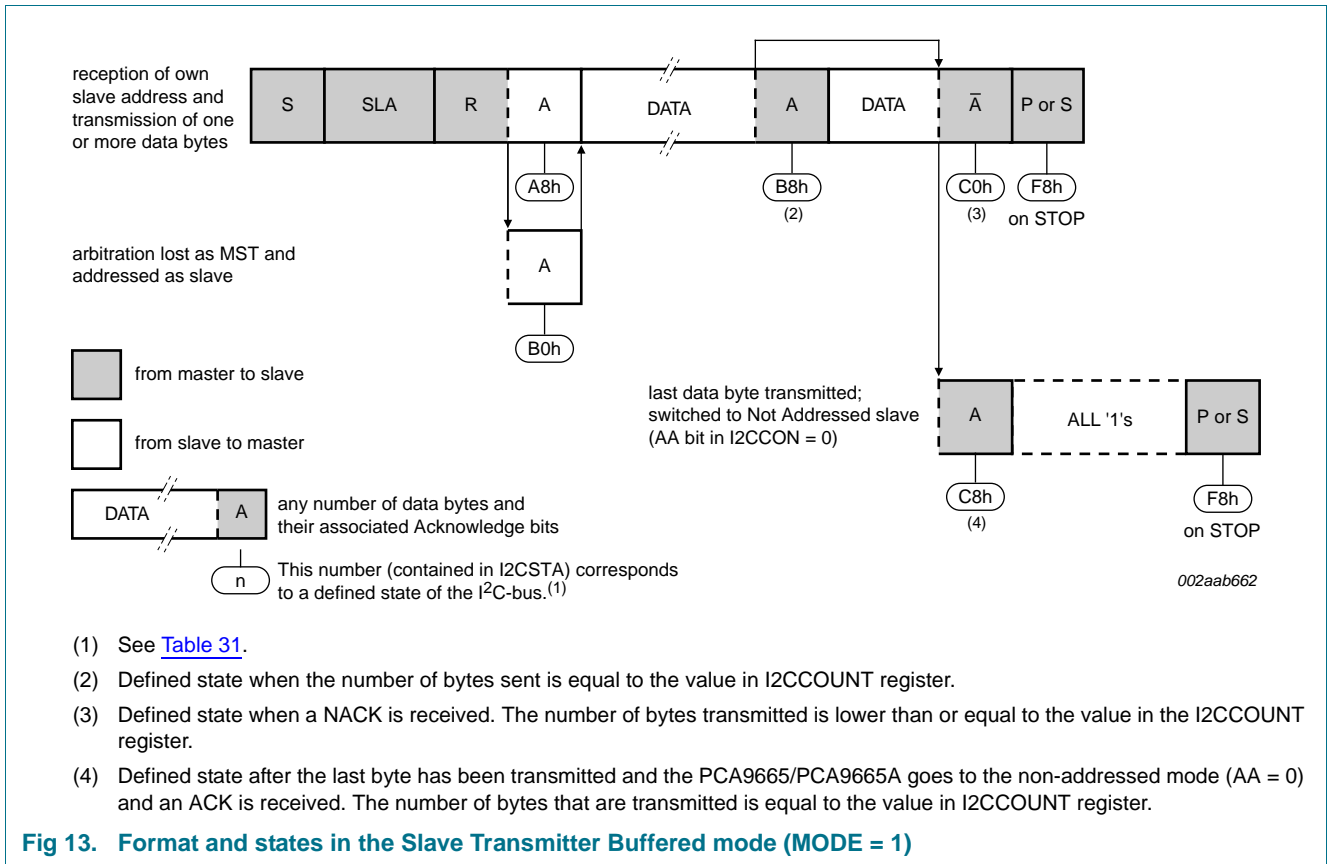 reception of own
slave address and
transmission of one
or more data bytes
S
SLA
R
A
DATA
A
DATA
A̅
P or S
A8h
B8h
(2)
C0h
(3)
F8h
on STOP
arbitration lost as MST and
addressed as slave
A
B0h
from master to slave
from slave to master
last data byte transmitted;
switched to Not Addressed slave
(AA bit in I2CCON = 0)
A
ALL '1's
P or S
C8h
(4)
F8h
on STOP
DATA
A
any number of data bytes and
their associated Acknowledge bits
n
This number (contained in I2CSTA) corresponds
to a defined state of the I²C-bus.(1)
002aab662
(1) See Table 31.
(2) Defined state when the number of bytes sent is equal to the value in I2CCOUNT register.
(3) Defined state when a NACK is received. The number of bytes transmitted is lower than or equal to the value in the I2CCOUNT
register.
(4) Defined state after the last byte has been transmitted and the PCA9665/PCA9665A goes to the non-addressed mode (AA = 0)
and an ACK is received. The number of bytes that are transmitted is equal to the value in I2CCOUNT register.
Fig 13. Format and states in the Slave Transmitter Buffered mode (MODE = 1)